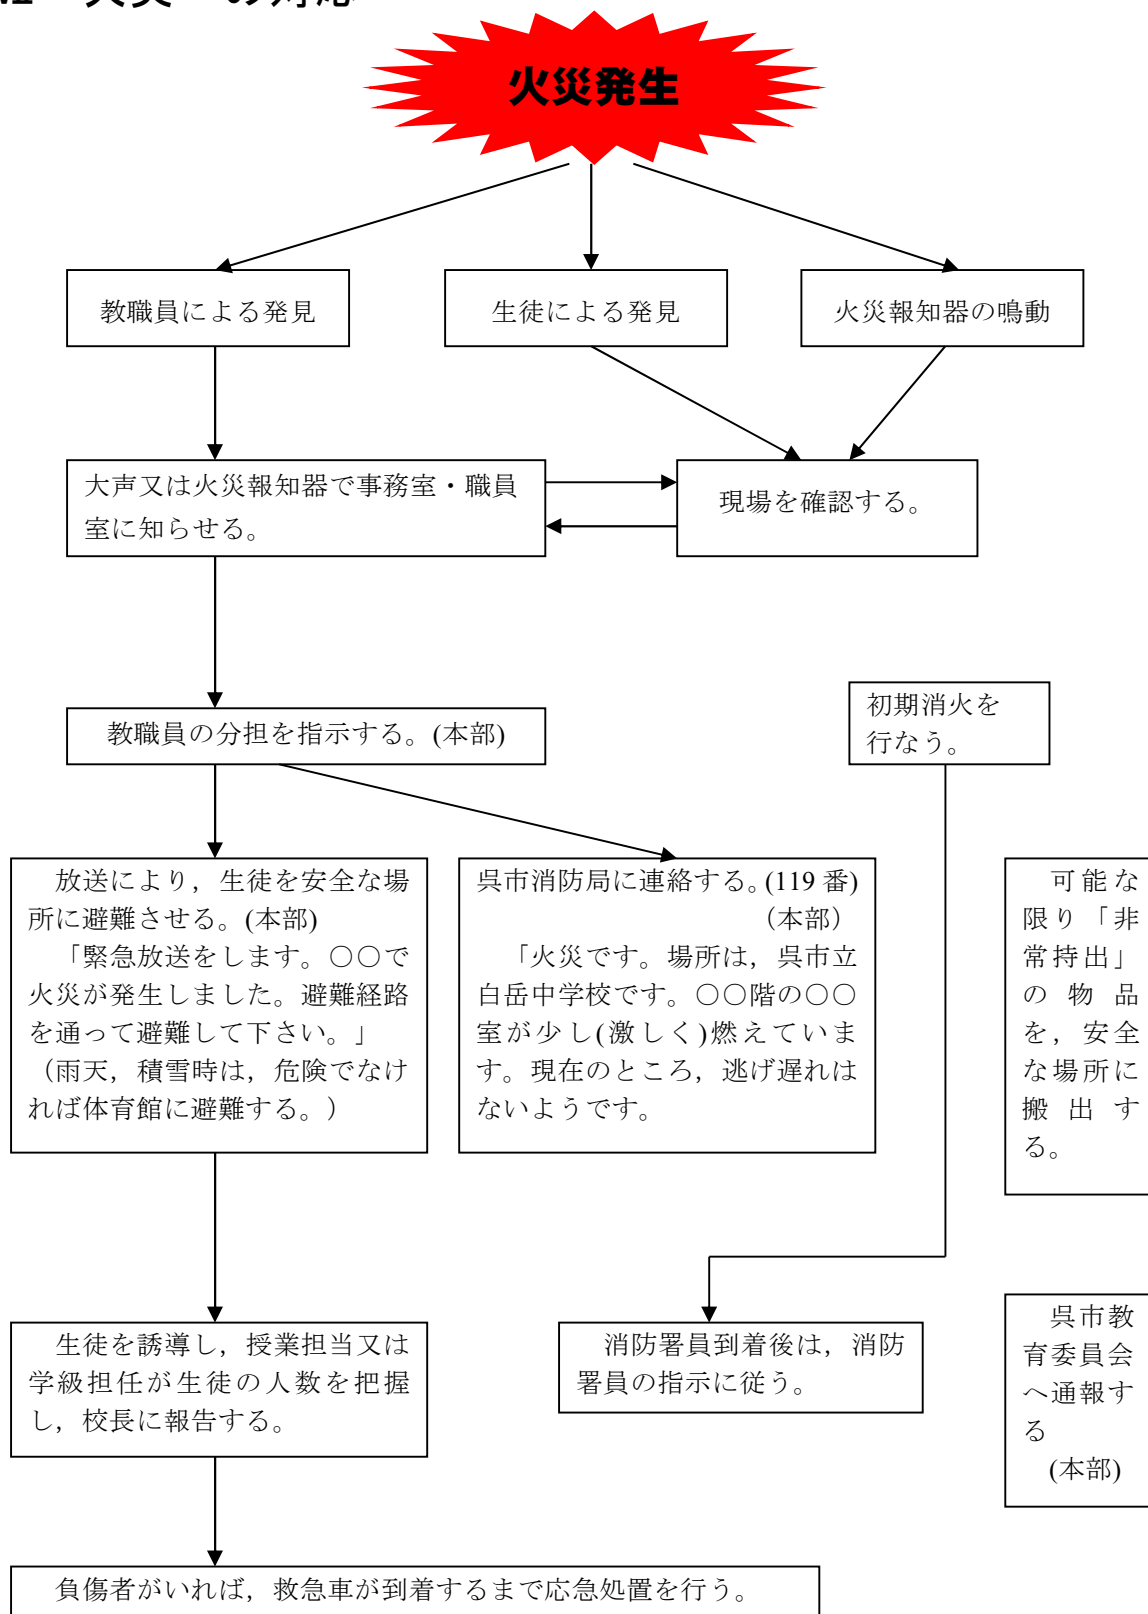 火災発生
教職員による発見
生徒による発見
火災報知器の鳴動
大声又は火災報知器で事務室・職員
室に知らせる。
現場を確認する。
教職員の分担を指示する。(本部)
初期消火を
行なう。
放送により，生徒を安全な場
所に避難させる。(本部)
「緊急放送をします。〇〇で
火災が発生しました。避難経路
を通って避難して下さい。」
（雨天，積雪時は，危険でなけ
れば体育館に避難する。）
呉市消防局に連絡する。(119 番)
（本部）
「火災です。場所は，呉市立
白岳中学校です。〇〇階の〇〇
室が少し(激しく)燃えていま
す。現在のところ，逃げ遅れは
ないようです。
可能な
限り「非
常持出」
の物品
を，安全
な場所に
搬出す
る。
生徒を誘導し，授業担当又は
学級担任が生徒の人数を把握
し，校長に報告する。
消防署員到着後は，消防
署員の指示に従う。
呉市教
育委員会
へ通報す
る
(本部)
負傷者がいれば，救急車が到着するまで応急処置を行う。